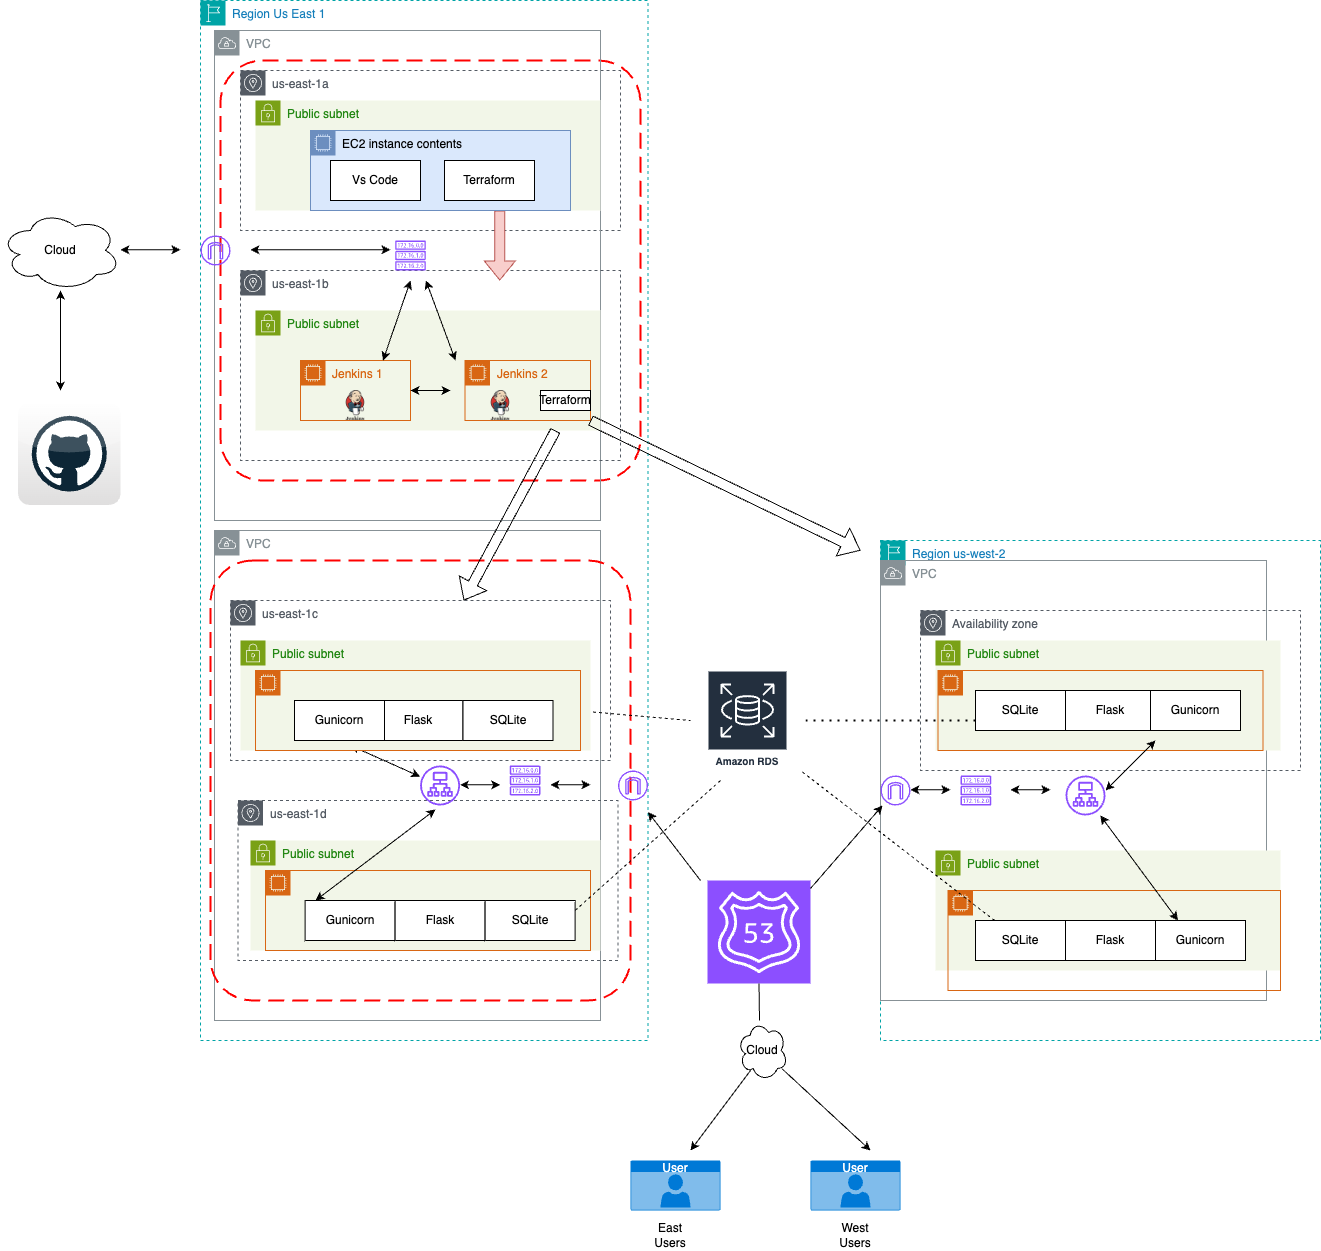 Region Us East 1
VPC
us-east-1a
Public subnet
EC2 instance contents
Vs Code
Terraform
Cloud
172.16.0.0
172.16.1.0
172.16.2.0
us-east-1b
Public subnet
Jenkins 1
Jenkins
Jenkins 2
Jenkins
Terraform
VPC
us-east-1c
Public subnet
Gunicorn
Flask
SQLite
172.16.0.0
172.16.1.0
172.16.2.0
us-east-1d
Public subnet
Gunicorn
Flask
SQLite
Amazon RDS
53
Region us-west-2
VPC
Availability zone
Public subnet
SQLite
Flask
Gunicorn
172.16.0.0
172.16.1.0
172.16.2.0
Public subnet
SQLite
Flask
Gunicorn
Cloud
User
East
Users
User
West
Users